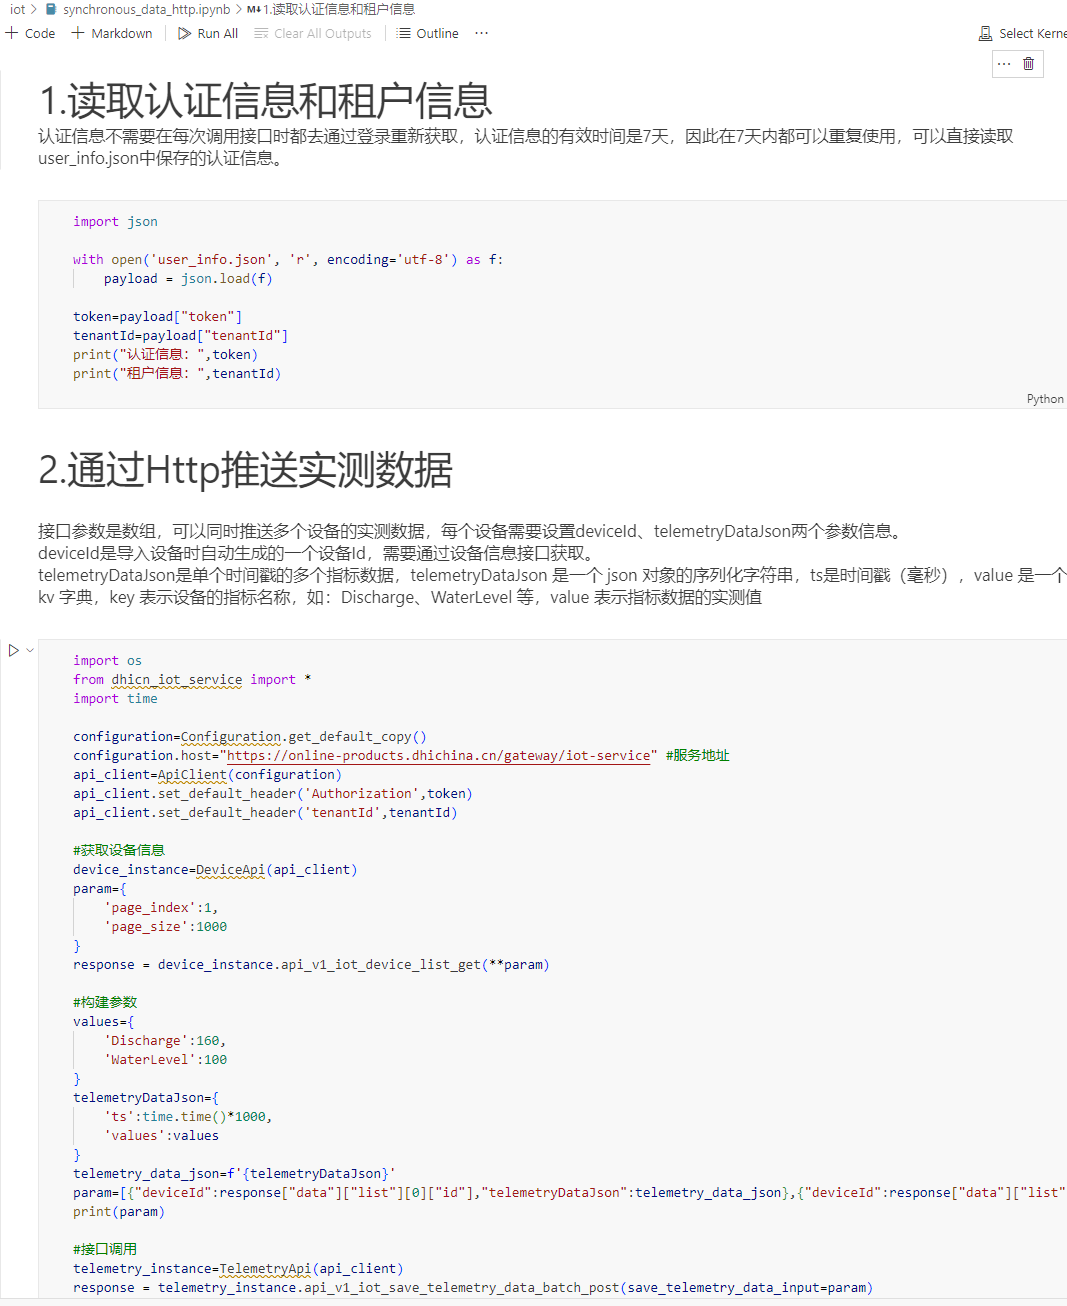 iot > synchronous_data_http.ipynb > M↓1.读取认证信息和租户信息
+ Code + Markdown Run All Clear All Outputs Outline ··· Select Kerne
···
1.读取认证信息和租户信息
认证信息不需要在每次调用接口时都去通过登录重新获取，认证信息的有效时间是7天，因此在7天内都可以重复使用，可以直接读取
user_info.json中保存的认证信息。
import json
with open('user_info.json', 'r', encoding='utf-8') as f:
    payload = json.load(f)
token=payload["token"]
tenantId=payload["tenantId"]
print("认证信息：",token)
print("租户信息：",tenantId)
Python
2.通过Http推送实测数据
接口参数是数组，可以同时推送多个设备的实测数据，每个设备需要设置deviceId、telemetryDataJson两个参数信息。
deviceId是导入设备时自动生成的一个设备Id，需要通过设备信息接口获取。
telemetryDataJson是单个时间戳的多个指标数据，telemetryDataJson 是一个 json 对象的序列化字符串，ts是时间戳（毫秒）, value 是一个
kv 字典，key 表示设备的指标名称，如：Discharge、WaterLevel 等，value 表示指标数据的实测值
import os
from dhicn_iot_service import *
import time
configuration=Configuration.get_default_copy()
configuration.host="https://online-products.dhichina.cn/gateway/iot-service" #服务地址
api_client=ApiClient(configuration)
api_client.set_default_header('Authorization',token)
api_client.set_default_header('tenantId',tenantId)
#获取设备信息
device_instance=DeviceApi(api_client)
param={
    'page_index':1,
    'page_size':1000
}
response = device_instance.api_v1_iot_device_list_get(**param)
#构建参数
values={
    'Discharge':160,
    'WaterLevel':100
}
telemetryDataJson={
    'ts':time.time()*1000,
    'values':values
}
telemetry_data_json=f'{telemetryDataJson}'
param=[{"deviceId":response["data"]["list"][0]["id"],"telemetryDataJson":telemetry_data_json},{"deviceId":response["data"]["list"
print(param)
#接口调用
telemetry_instance=TelemetryApi(api_client)
response = telemetry_instance.api_v1_iot_save_telemetry_data_batch_post(save_telemetry_data_input=param)